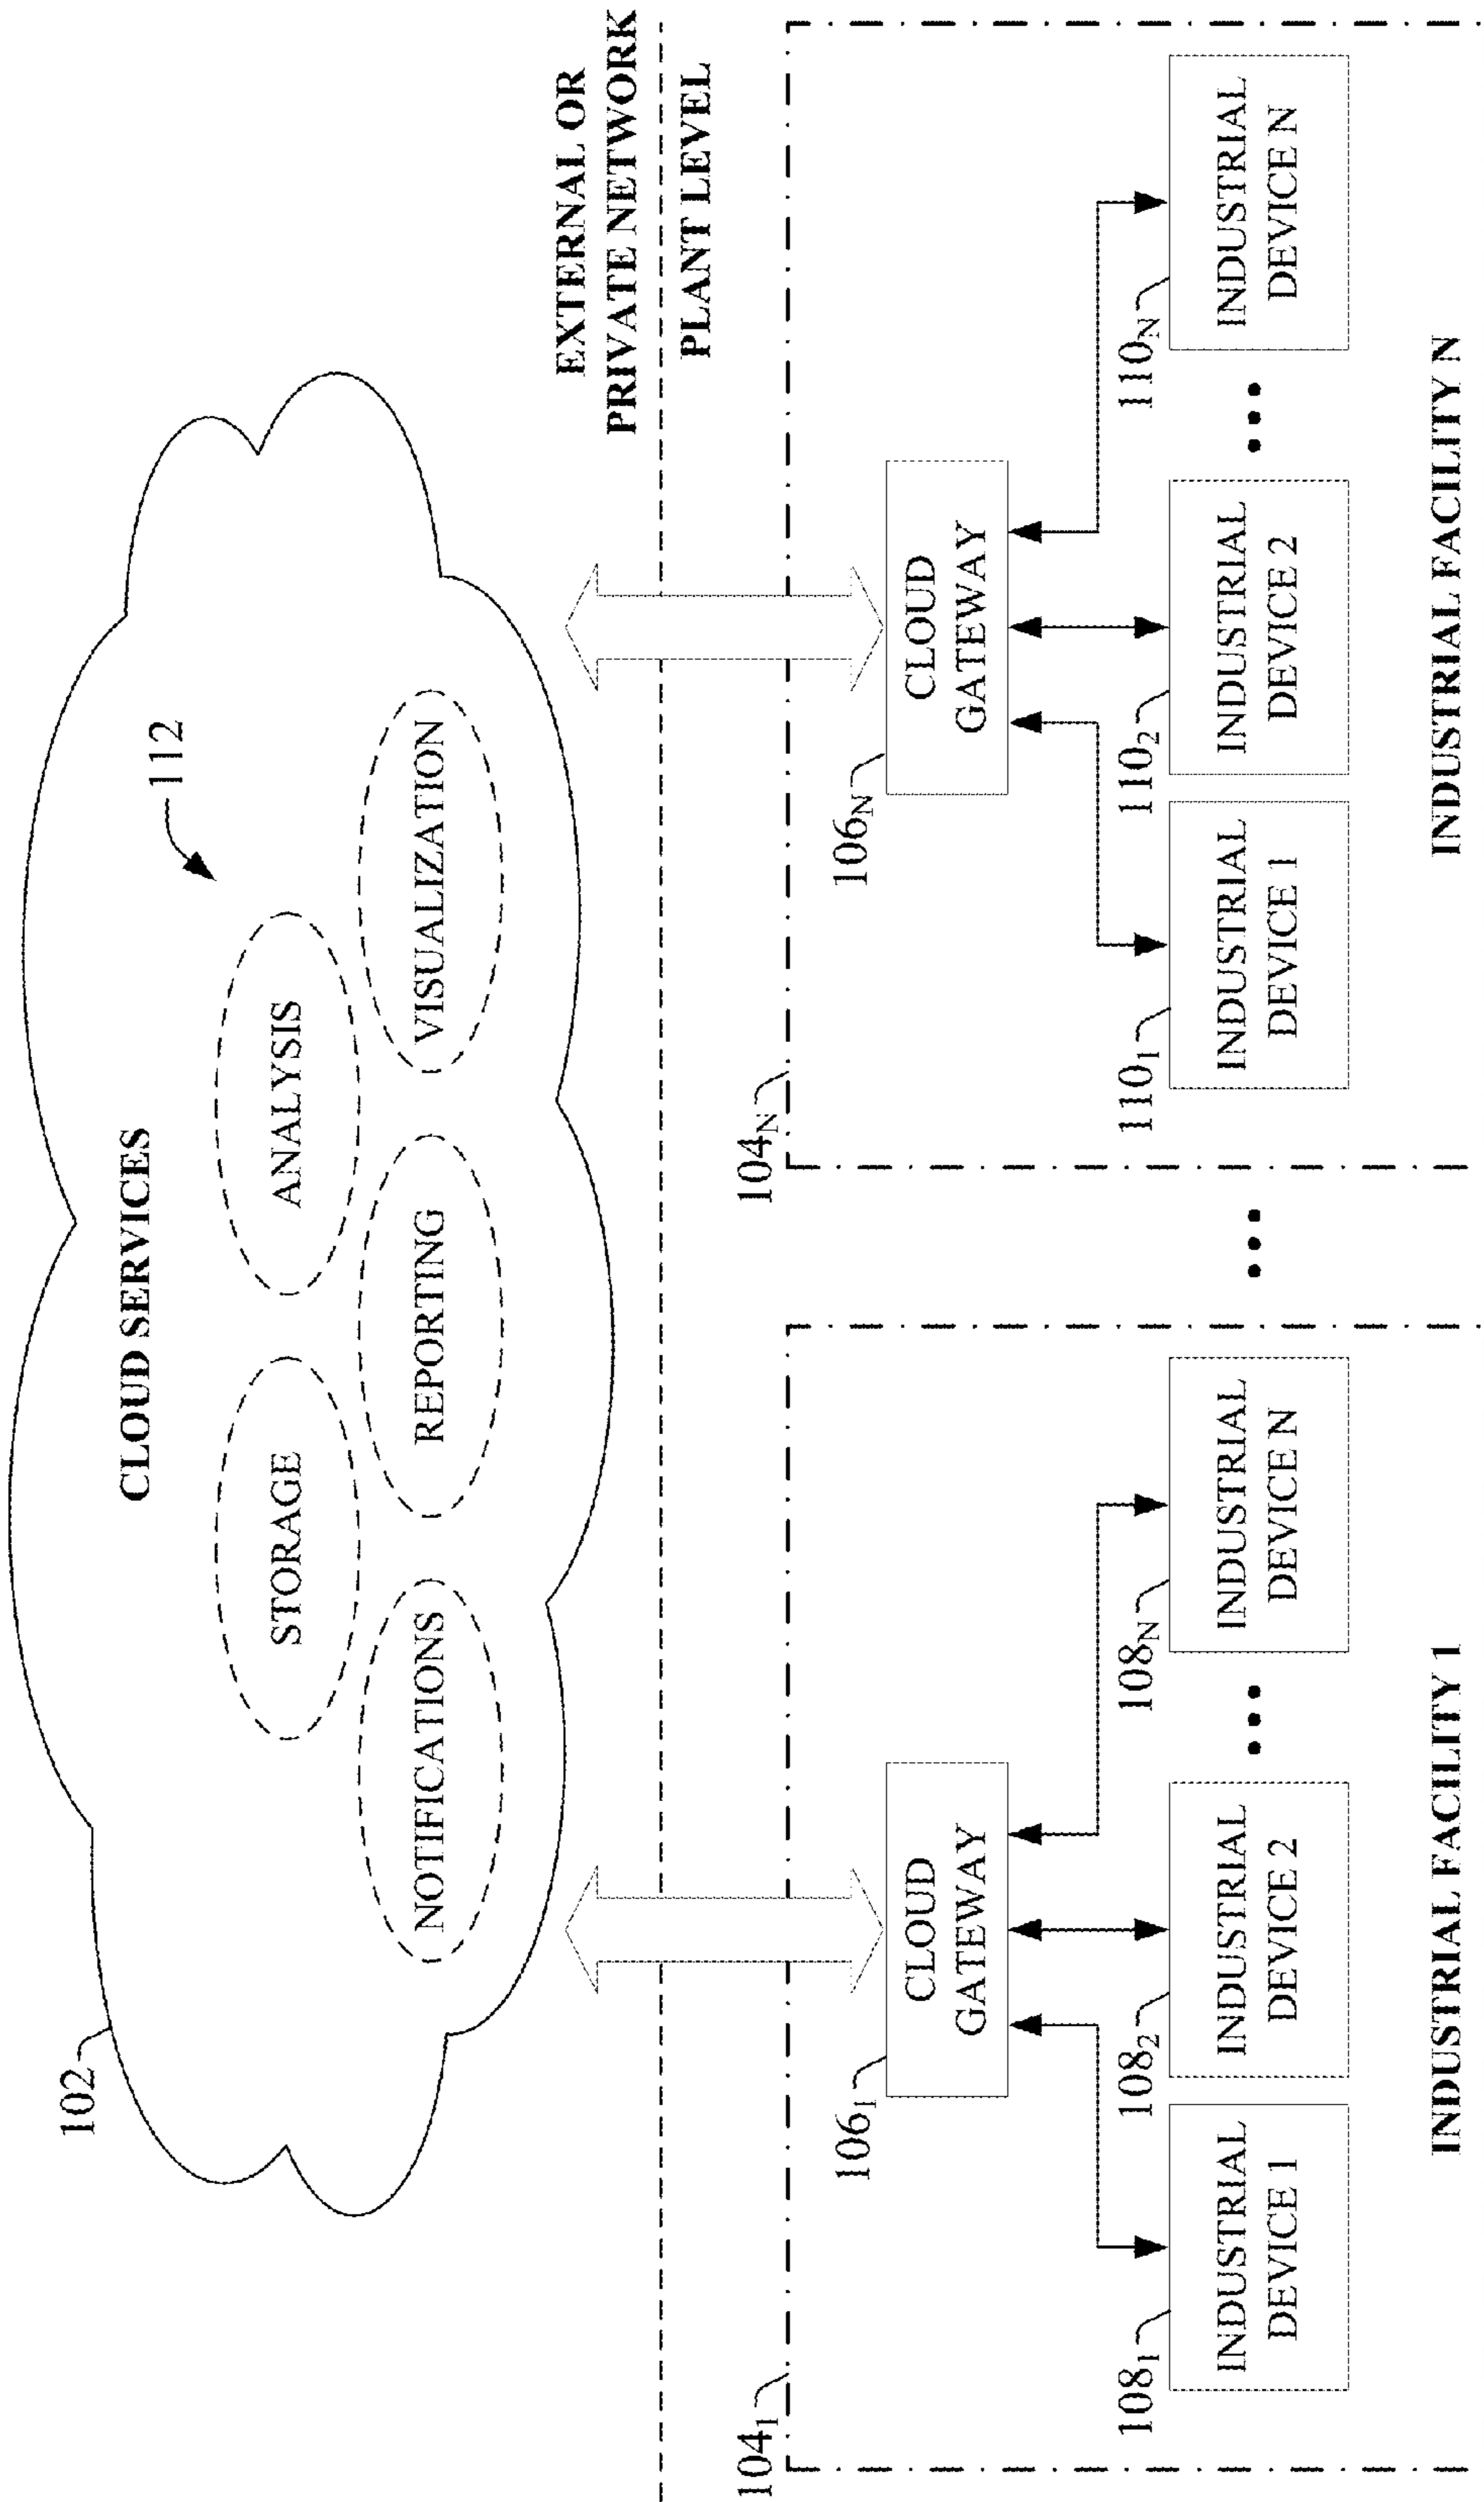 102
CLOUD SERVICES
112
STORAGE
ANALYSIS
NOTIFICATIONS
REPORTING
VISUALIZATION
EXTERNAL OR
PRIVATE NETWORK
PLANT LEVEL
104₁
106₁
CLOUD
GATEWAY
108₁
INDUSTRIAL
DEVICE 1
108₂
INDUSTRIAL
DEVICE 2
108N
INDUSTRIAL
DEVICE N
INDUSTRIAL FACILITY 1
104N
106N
CLOUD
GATEWAY
110₁
INDUSTRIAL
DEVICE 1
110₂
INDUSTRIAL
DEVICE 2
110N
INDUSTRIAL
DEVICE N
INDUSTRIAL FACILITY N